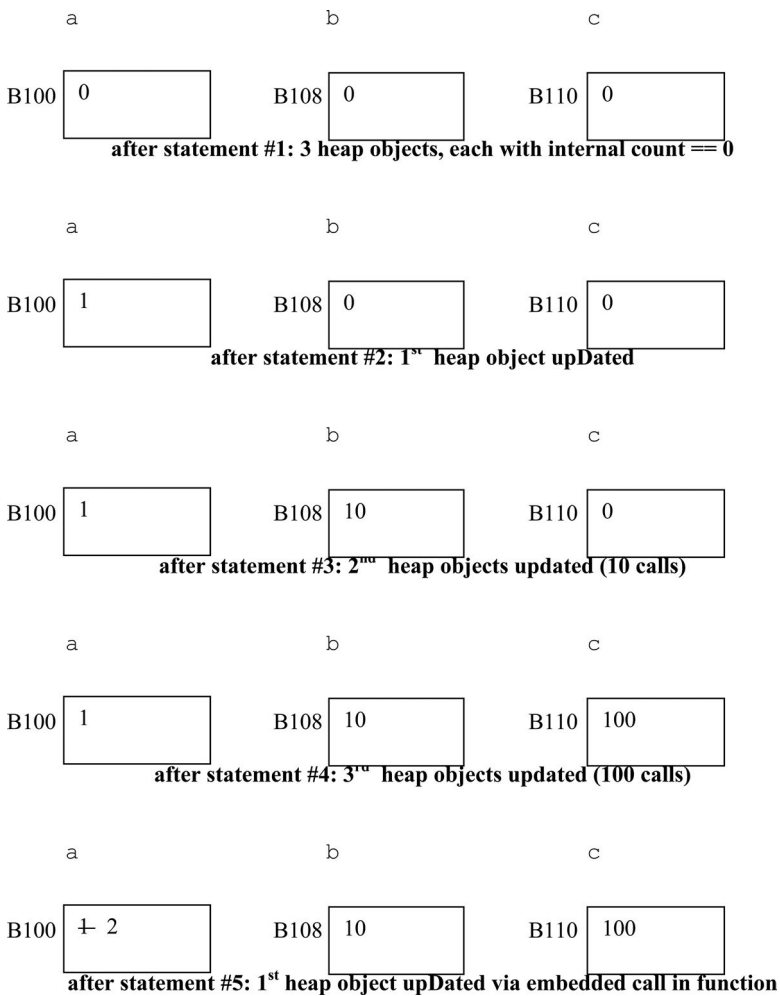 a b c
B100 0 B108 0 B110 0
after statement #1: 3 heap objects, each with internal count == 0
a b c
B100 1 B108 0 B110 0
after statement #2: 1st heap object upDated
a b c
B100 1 B108 10 B110 0
after statement #3: 2nd heap objects updated (10 calls)
a b c
B100 1 B108 10 B110 100
after statement #4: 3rd heap objects updated (100 calls)
a b c
B100 1 2 B108 10 B110 100
after statement #5: 1st heap object upDated via embedded call in function